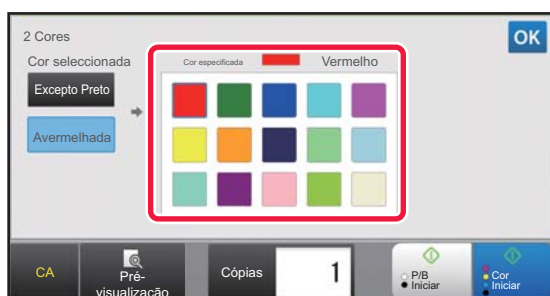 2 Cores
OK
Cor seleccionada
Cor especificada
Vermelho
Excepto Preto
Avermelhada
CA
Pré-
visualização
Cópias
1
P/B
Iniciar
Cor
Iniciar